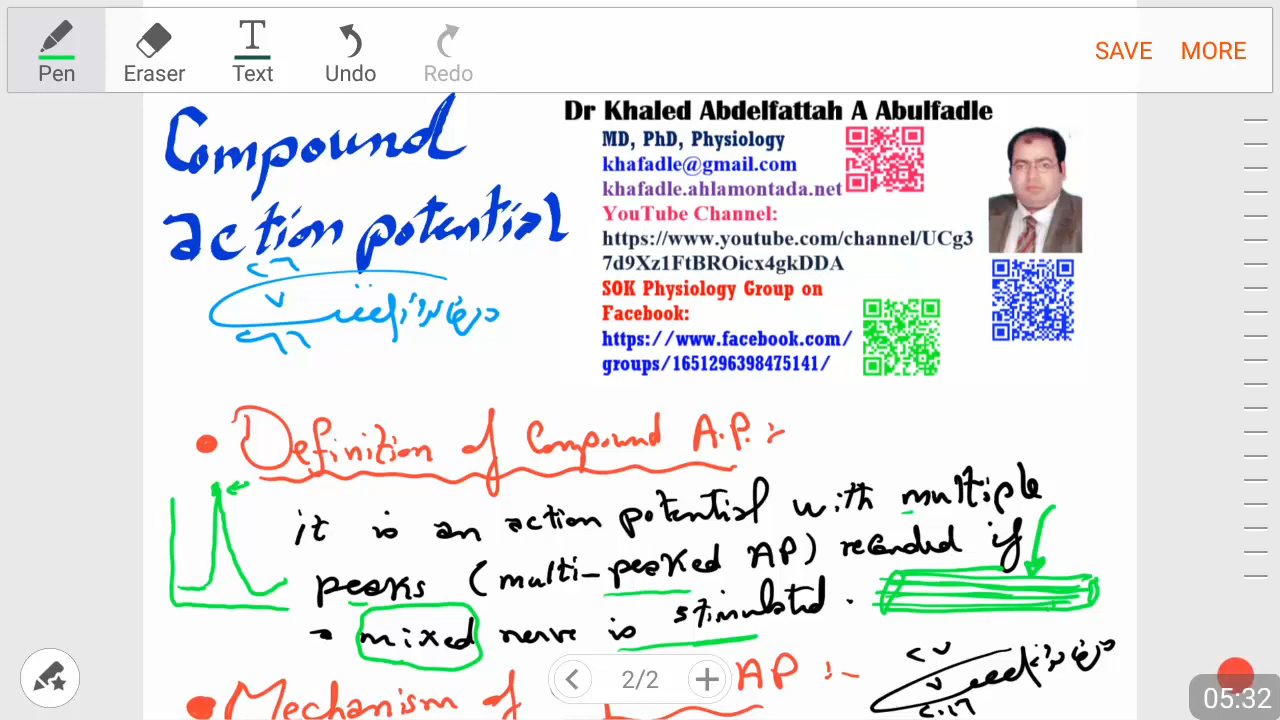 Pen
Eraser
Text
Undo
Redo
SAVE
MORE
Compound
action potential
Dr Khaled Abdelfattah A Abulfadle
MD, PhD, Physiology
khafadle@gmail.com
khafadle.ahlamontada.net
YouTube Channel:
https://www.youtube.com/channel/UCg3
7d9Xz1FtBROicx4gkDDA
SOK Physiology Group on
Facebook:
https://www.facebook.com/
groups/1651296398475141/
• Definition of Compound A.P. :-
it is an action potential with multiple
peaks (multi-peaked AP) recorded if
mixed nerve is stimulated.
• Mechanism of AP :-
2/2
05:32